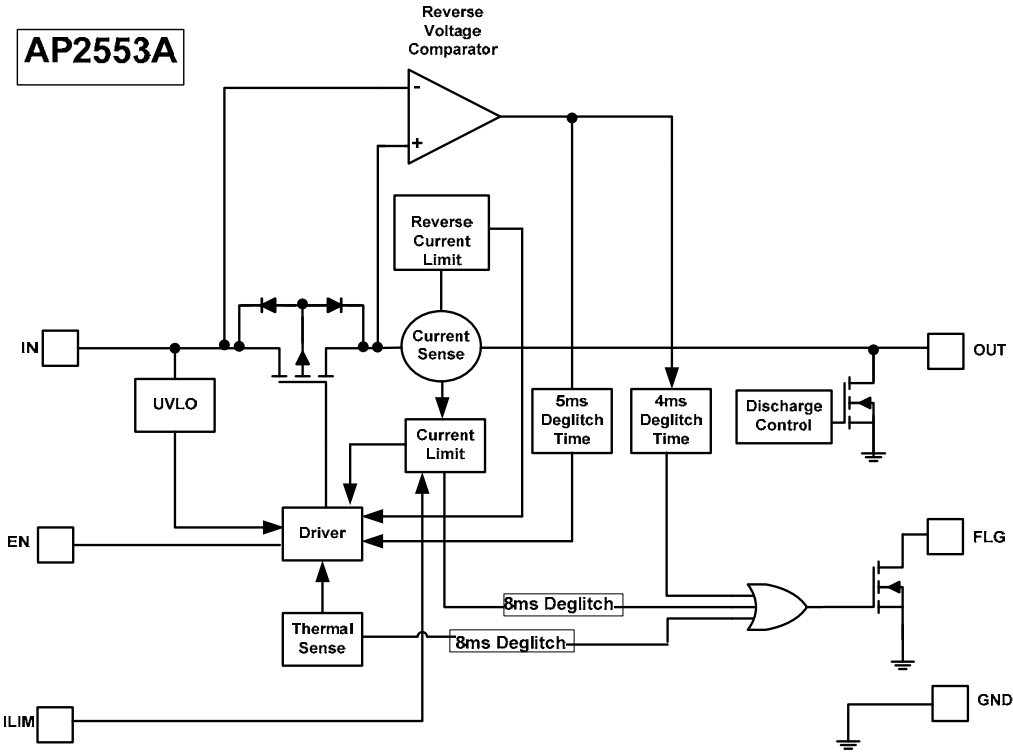 AP2553A
Reverse
Voltage
Comparator
-
+
Reverse
Current
Limit
IN
Current
Sense
OUT
UVLO
5ms
Deglitch
Time
4ms
Deglitch
Time
Discharge
Control
Current
Limit
EN
Driver
FLG
8ms Deglitch
Thermal
Sense
8ms Deglitch
GND
ILIM